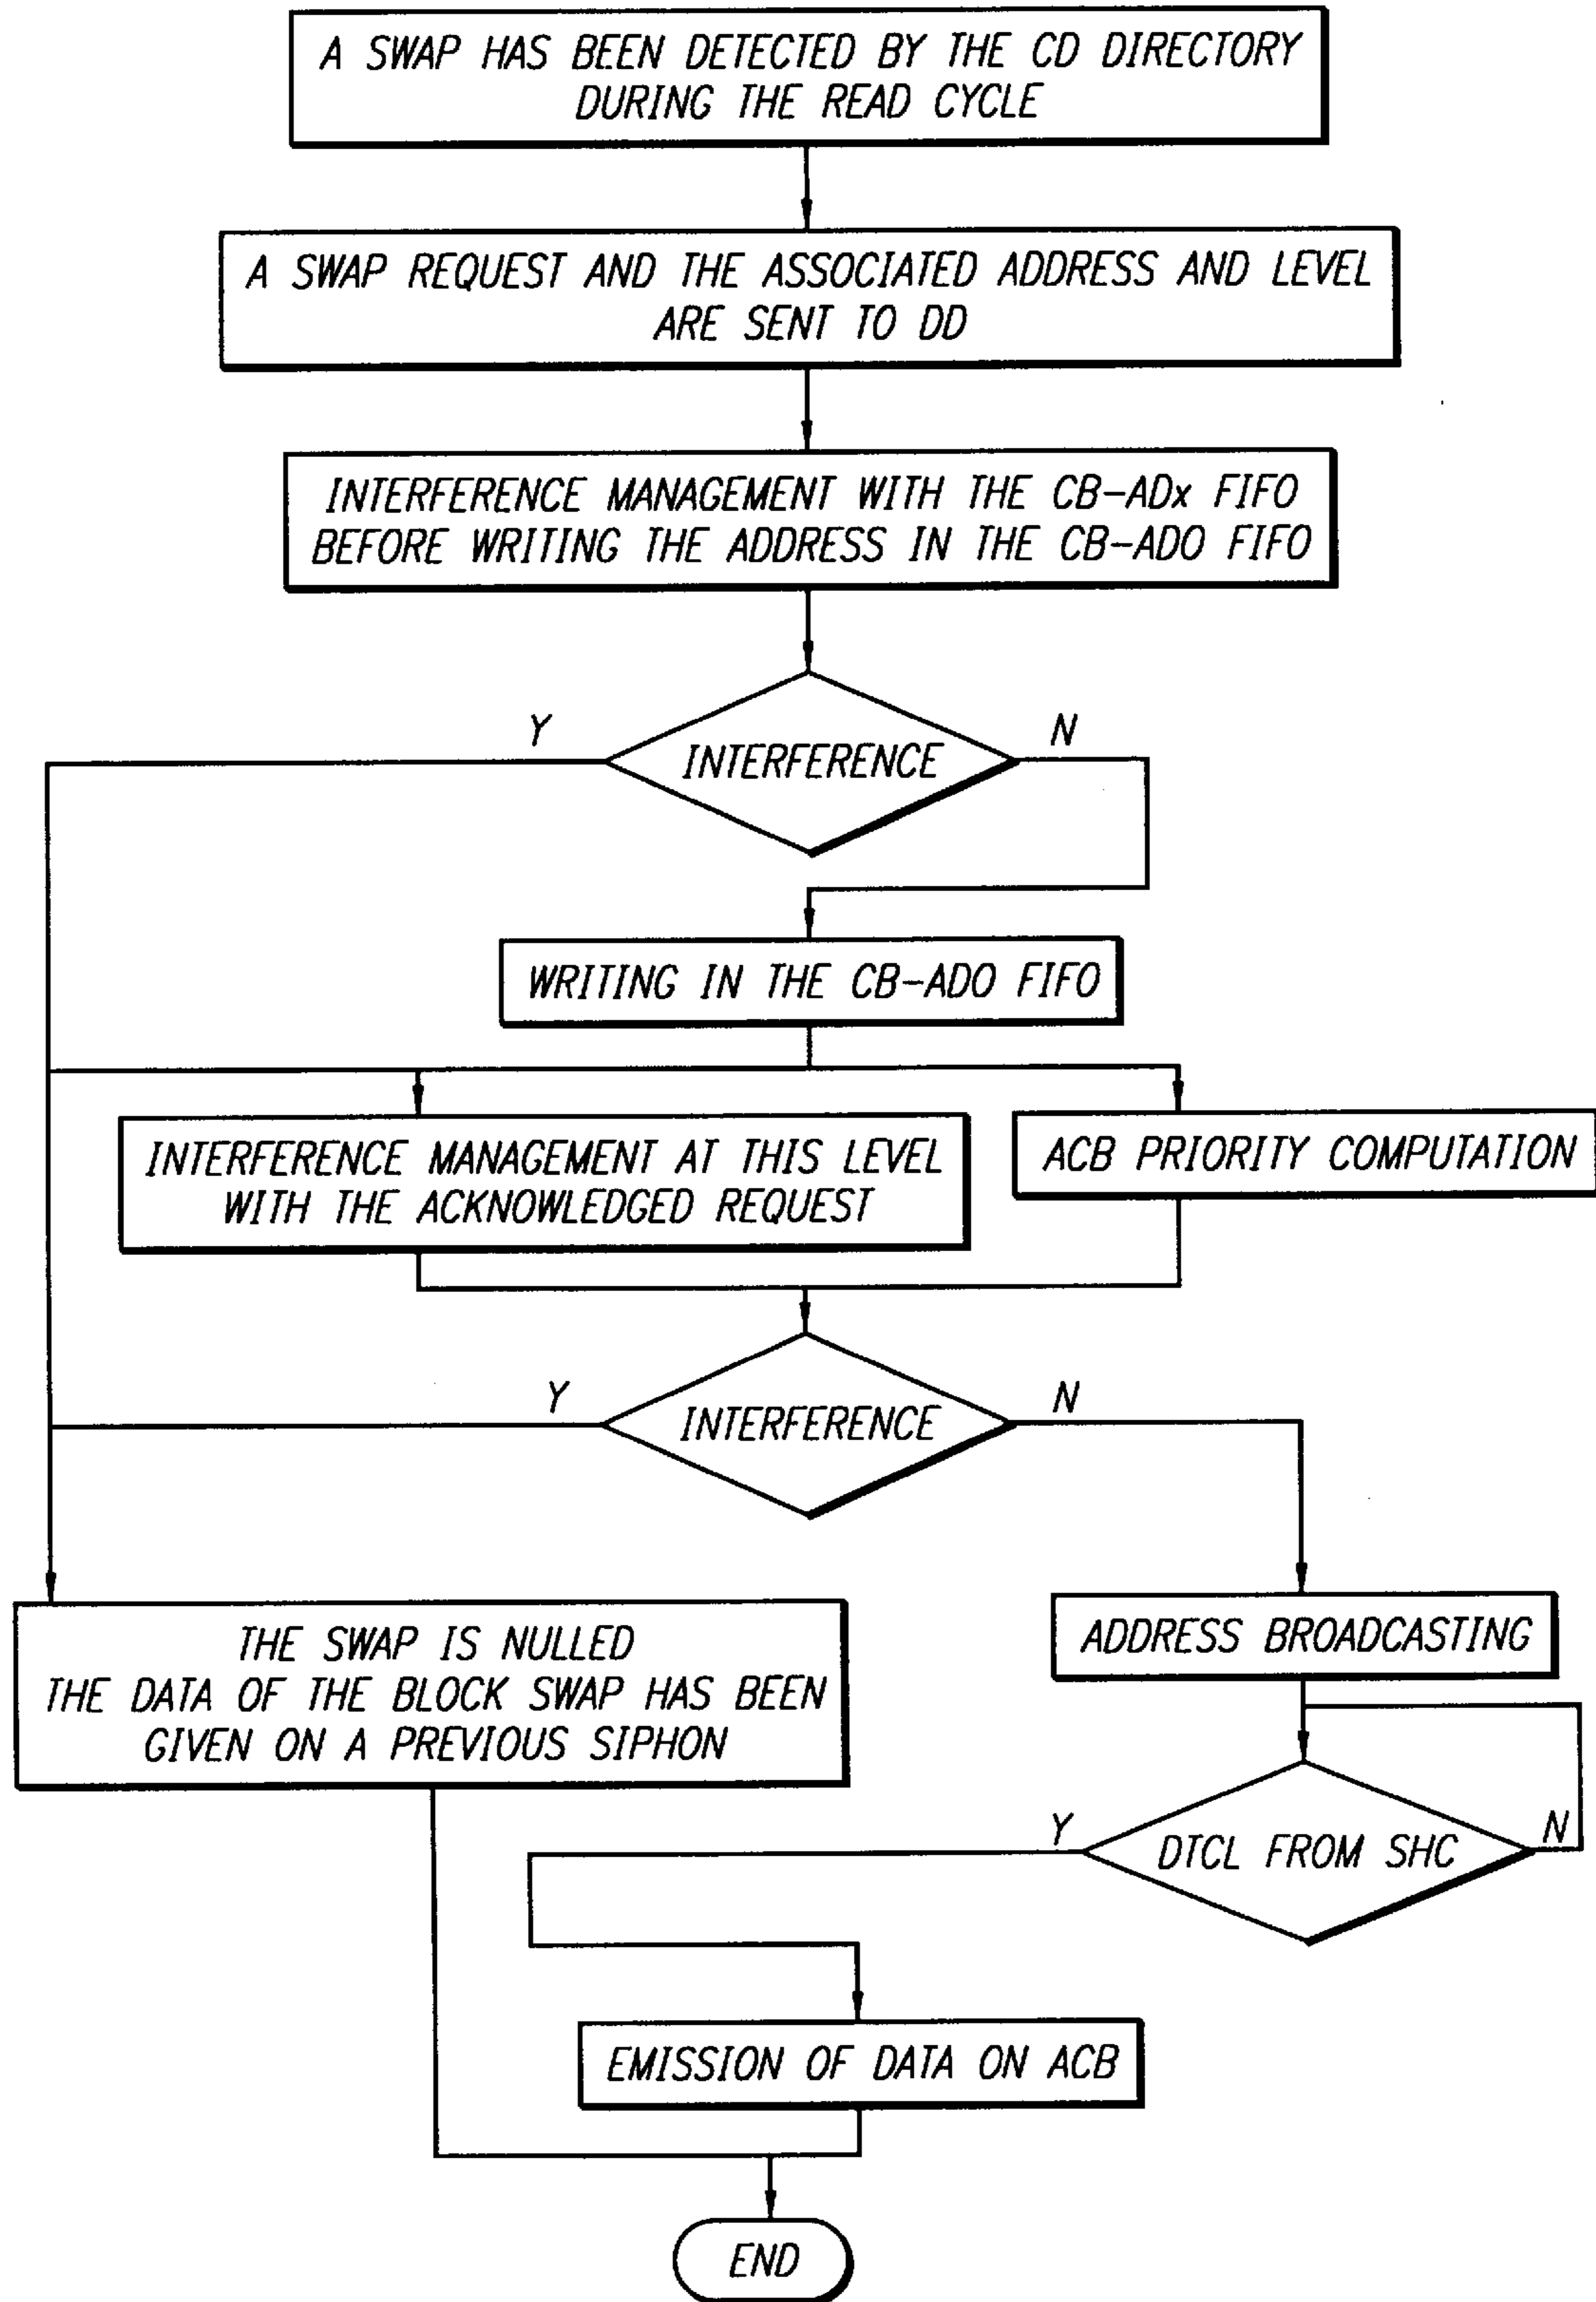 A SWAP HAS BEEN DETECTED BY THE CD DIRECTORY
DURING THE READ CYCLE
A SWAP REQUEST AND THE ASSOCIATED ADDRESS AND LEVEL
ARE SENT TO DD
INTERFERENCE MANAGEMENT WITH THE CB-ADx FIFO
BEFORE WRITING THE ADDRESS IN THE CB-ADO FIFO
Y
N
INTERFERENCE
WRITING IN THE CB-ADO FIFO
INTERFERENCE MANAGEMENT AT THIS LEVEL
WITH THE ACKNOWLEDGED REQUEST
ACB PRIORITY COMPUTATION
Y
N
INTERFERENCE
THE SWAP IS NULLED
THE DATA OF THE BLOCK SWAP HAS BEEN
GIVEN ON A PREVIOUS SIPHON
ADDRESS BROADCASTING
Y
DTCL FROM SHC
N
EMISSION OF DATA ON ACB
END